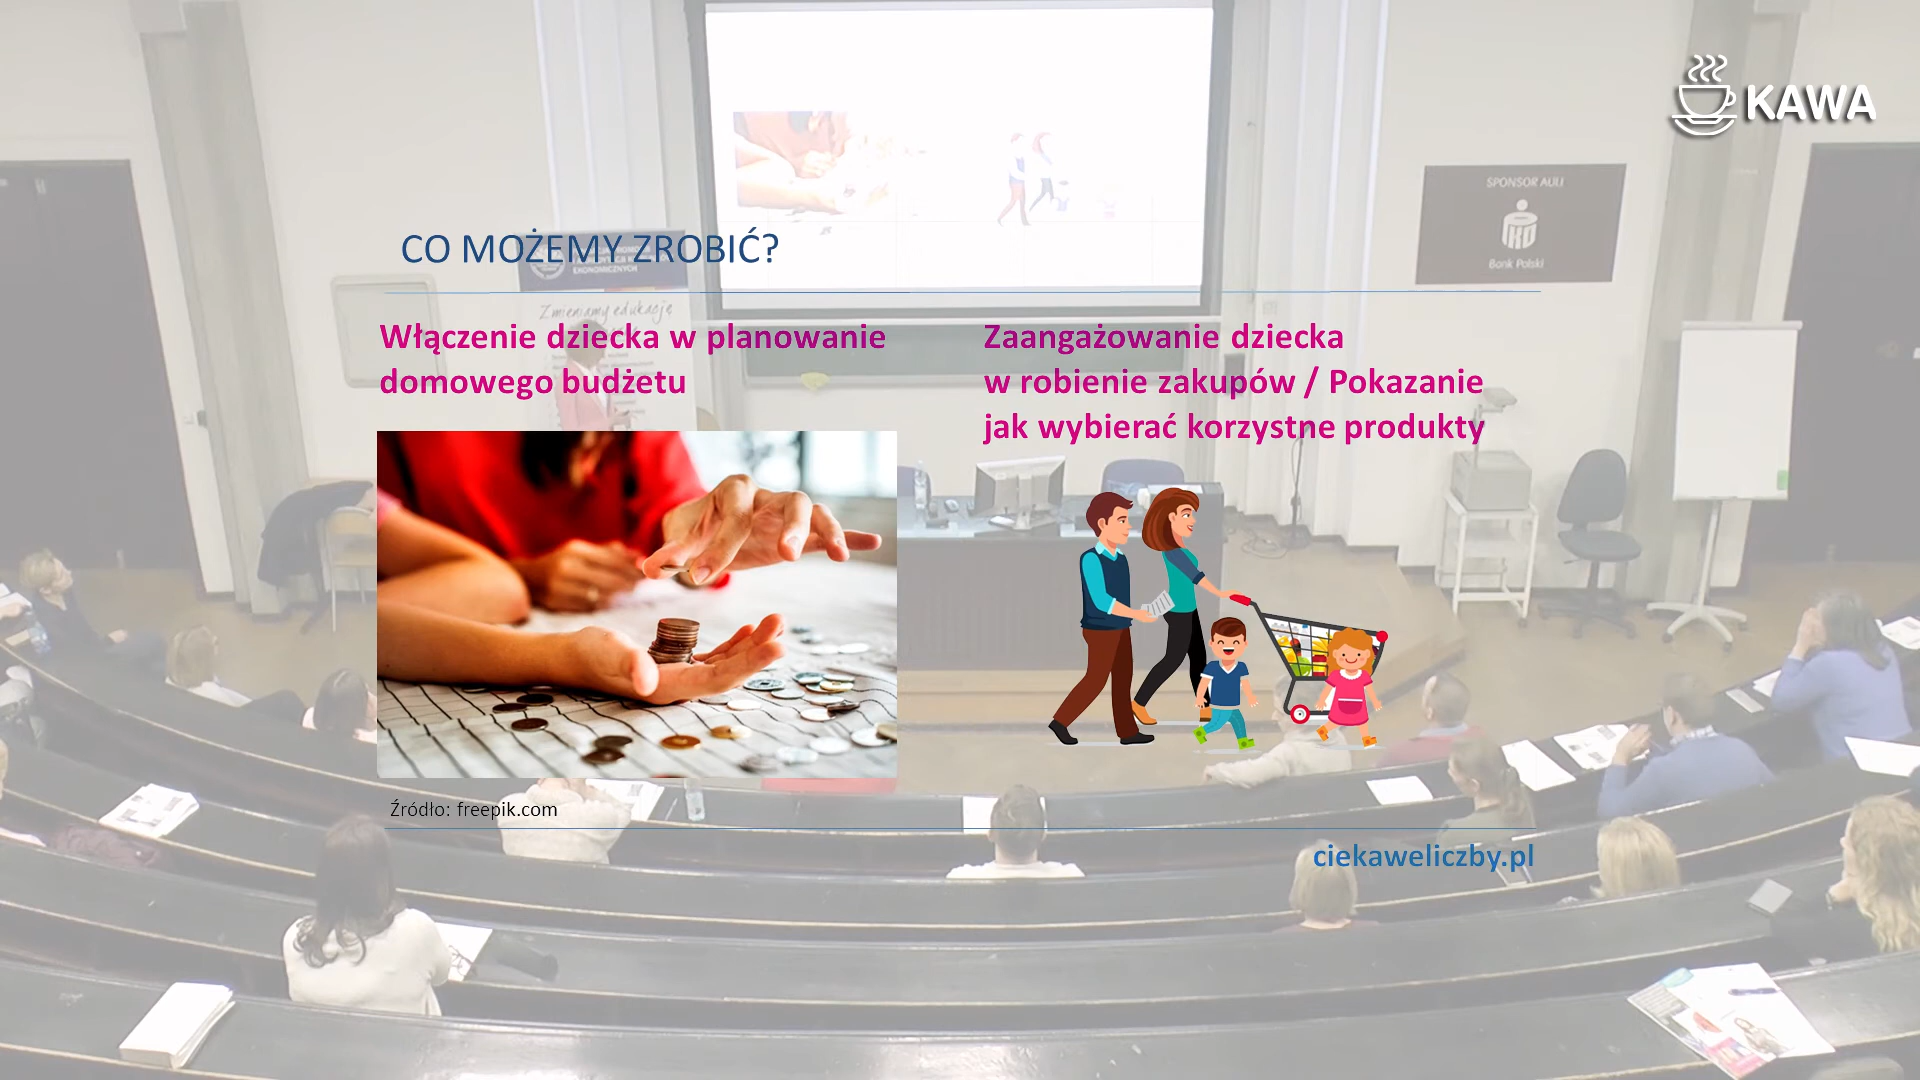 KAWA
SPONSOR AULI
Bank Polski
CO MOŻEMY ZROBIĆ?
EKONOMICZNYCH
Zmieniamy edukację
Włączenie dziecka w planowanie
domowego budżetu
Zaangażowanie dziecka
w robienie zakupów / Pokazanie
jak wybierać korzystne produkty
Źródło: freepik.com
ciekaweliczby.pl